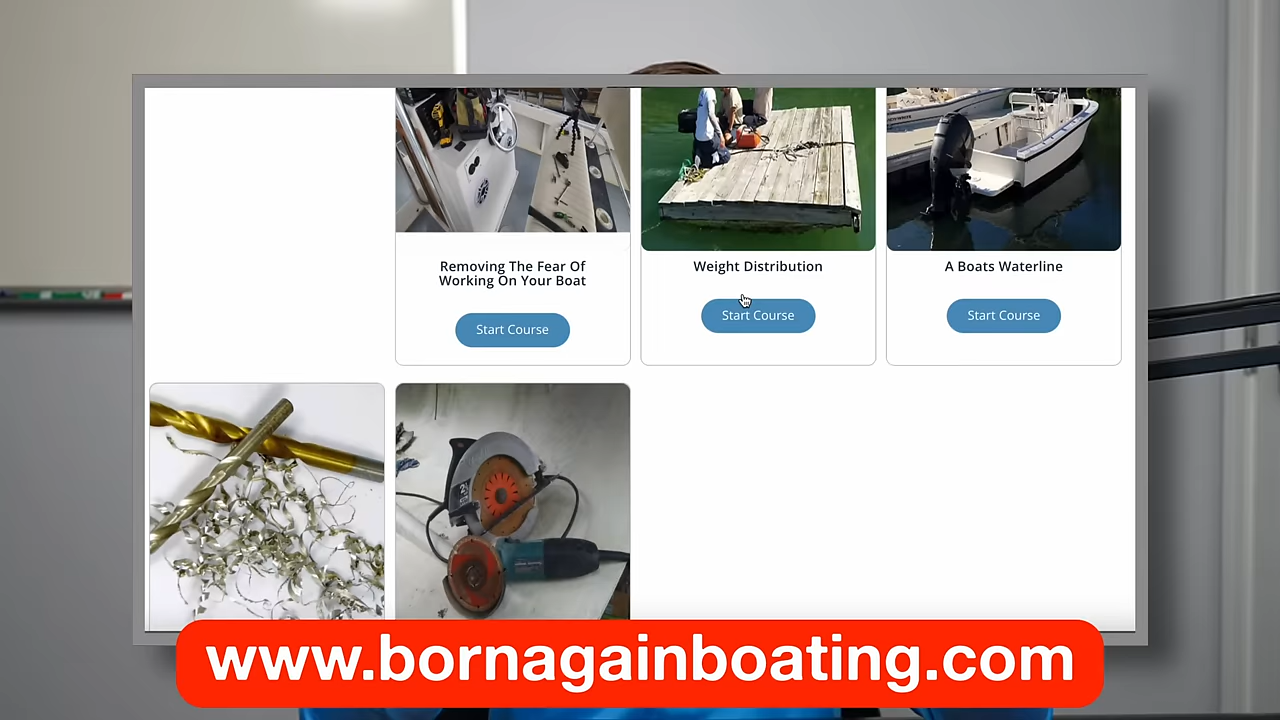 Removing The Fear Of
Working On Your Boat
Weight Distribution
A Boats Waterline
Start Course
Start Course
Start Course
www.bornagainboating.com